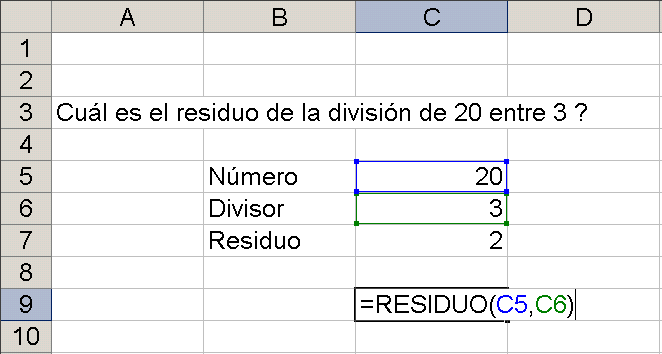 A B C D
1
2
3 Cuál es el residuo de la división de 20 entre 3 ?
4
5 Número 20
6 Divisor 3
7 Residuo 2
8
9 =RESIDUO(C5,C6)
10